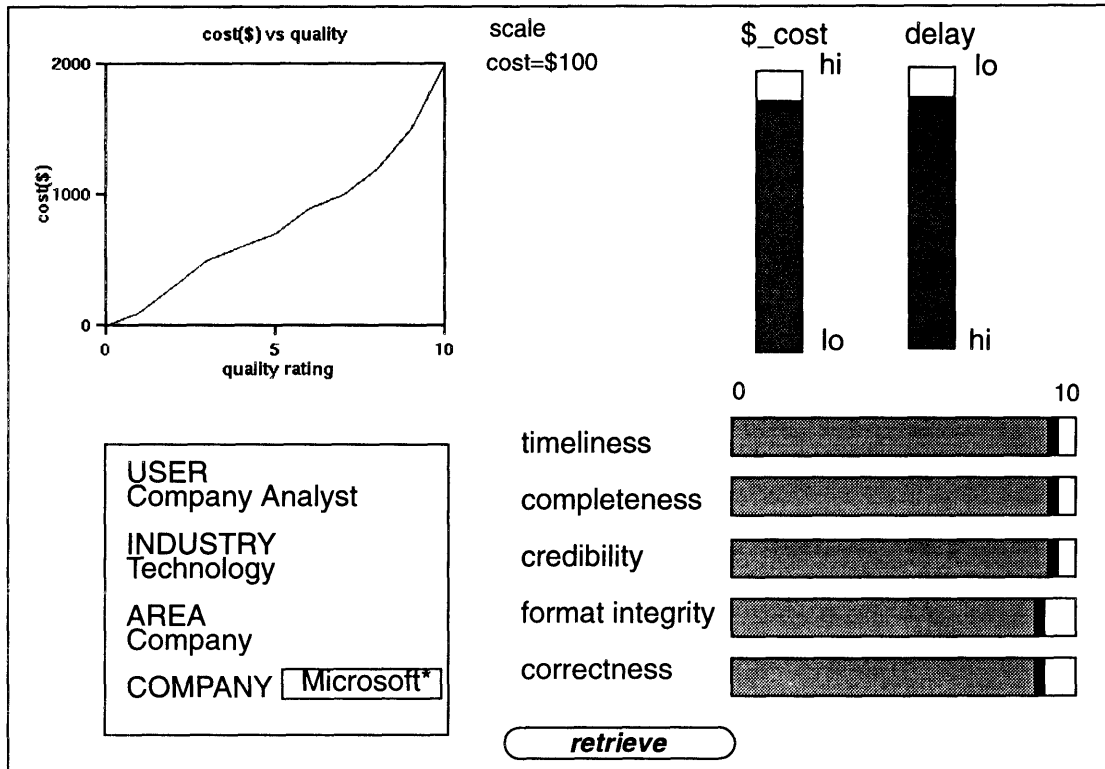 cost($) vs quality
2000
1000
0
cost($)
0 5 10
quality rating
scale
cost=$100
$_cost delay
hi lo
lo hi
0 10
timeliness
completeness
credibility
format integrity
correctness
USER
Company Analyst
INDUSTRY
Technology
AREA
Company
COMPANY Microsoft*
retrieve